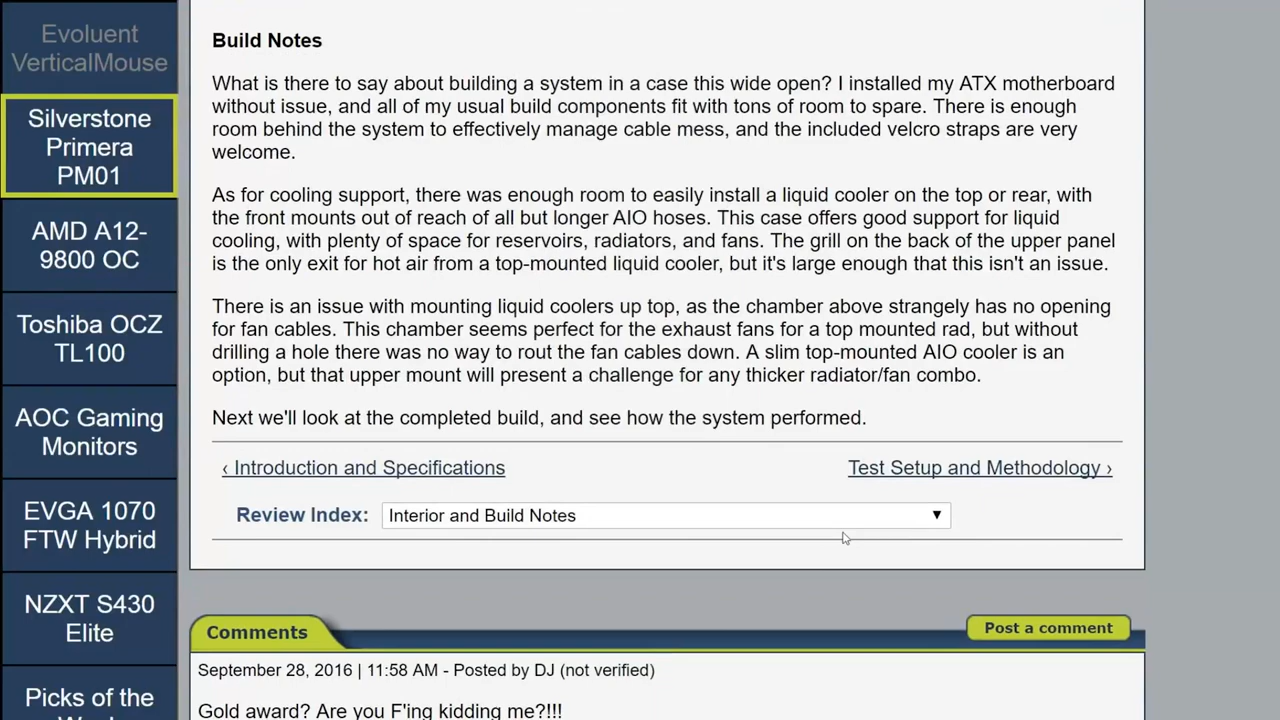 Evoluent
VerticalMouse
Silverstone
Primera
PM01
AMD A12-
9800 OC
Toshiba OCZ
TL100
AOC Gaming
Monitors
EVGA 1070
FTW Hybrid
NZXT S430
Elite
Picks of the
Build Notes
What is there to say about building a system in a case this wide open? I installed my ATX motherboard
without issue, and all of my usual build components fit with tons of room to spare. There is enough
room behind the system to effectively manage cable mess, and the included velcro straps are very
welcome.
As for cooling support, there was enough room to easily install a liquid cooler on the top or rear, with
the front mounts out of reach of all but longer AIO hoses. This case offers good support for liquid
cooling, with plenty of space for reservoirs, radiators, and fans. The grill on the back of the upper panel
is the only exit for hot air from a top-mounted liquid cooler, but it's large enough that this isn't an issue.
There is an issue with mounting liquid coolers up top, as the chamber above strangely has no opening
for fan cables. This chamber seems perfect for the exhaust fans for a top mounted rad, but without
drilling a hole there was no way to rout the fan cables down. A slim top-mounted AIO cooler is an
option, but that upper mount will present a challenge for any thicker radiator/fan combo.
Next we'll look at the completed build, and see how the system performed.
‹ Introduction and Specifications
Test Setup and Methodology ›
Review Index: Interior and Build Notes ▼
Comments
Post a comment
September 28, 2016 | 11:58 AM - Posted by DJ (not verified)
Gold award? Are you F'ing kidding me?!!!